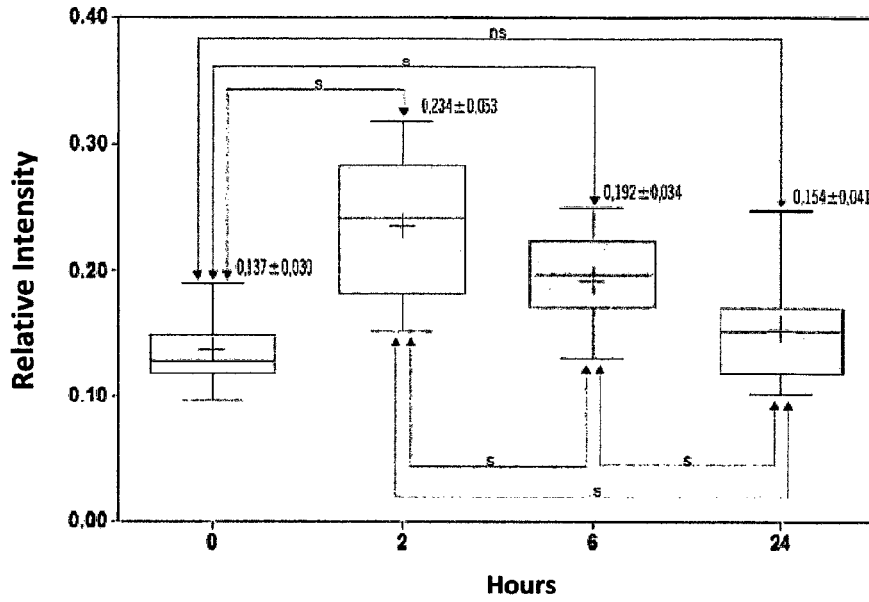 0.40
ns
s
s
0,234±0,053
0.30
0,192±0,034
0,154±0,041
0,137±0,030
0.20
0.10
s
s
s
0.00
0
2
6
24
Relative Intensity
Hours